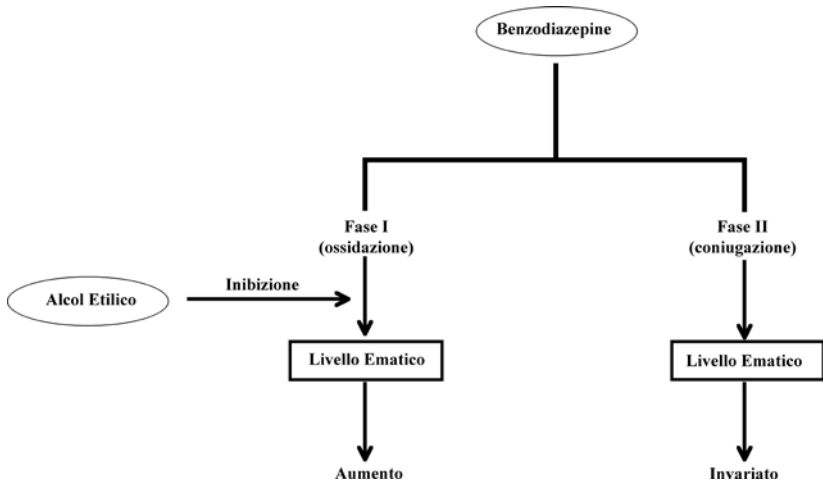 Benzodiazepine
Fase I
(ossidazione)
Fase II
(coniugazione)
Alcol Etilico
Inibizione
Livello Ematico
Livello Ematico
Aumento
Invariato